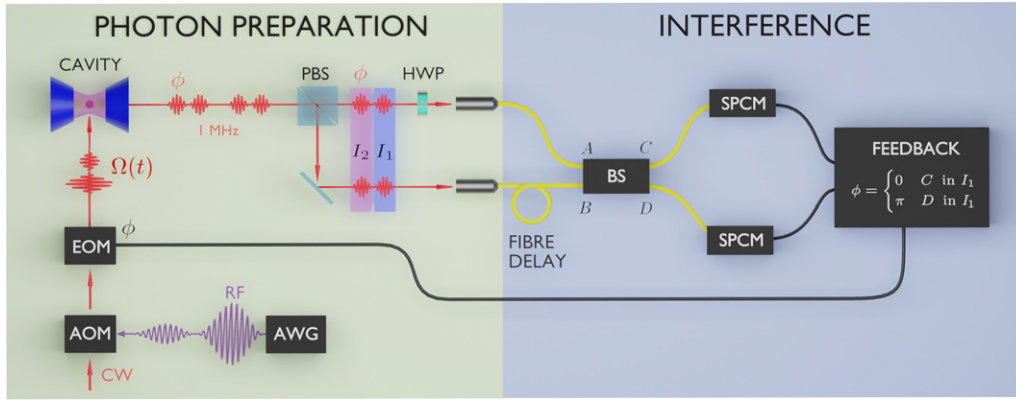 PHOTON PREPARATION
INTERFERENCE
CAVITY
ϕ
PBS
ϕ
HWP
1 MHz
I₂
I₁
Ω(t)
EOM
ϕ
AOM
RF
AWG
CW
A
C
BS
B
D
FIBRE
DELAY
SPCM
SPCM
FEEDBACK
ϕ = { 0 C in I₁
π D in I₁